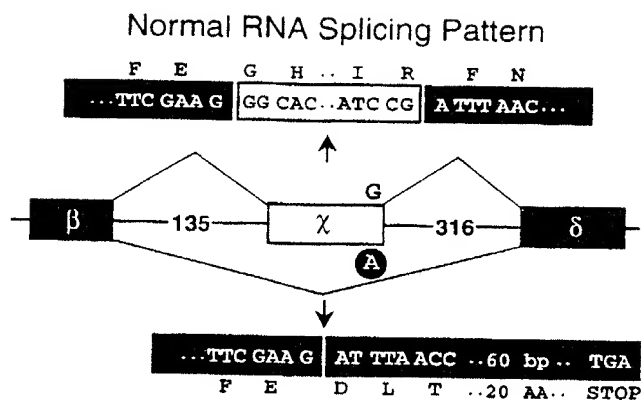 Normal RNA Splicing Pattern
F E G H .. I R F N
...TTC GAA G GG CAC..ATC CG A TTT AAC...
G
β 135 χ 316 δ
A
...TTC GAA G AT TTA ACC ..60 bp.. TGA
F E D L T ..20 AA.. STOP